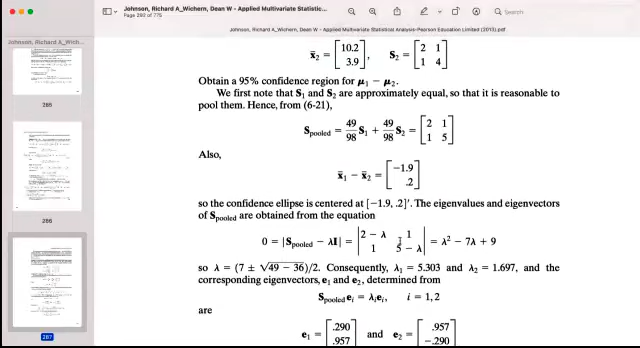 Johnson, Richard A_Wichern, Dean W - Applied Multivariate Statistic...
Page 293 of 775
Search
Johnson, Richard A_Wichern, Dean W - Applied Multivariate Statistical Analysis-Pearson Education Limited (2013).pdf
Johnson, Richard A_Wich...
285
286
287
x̄₂ = [10.2 3.9], S₂ = [2 1 1 4]
Obtain a 95% confidence region for μ₁ − μ₂.
We first note that S₁ and S₂ are approximately equal, so that it is reasonable to
pool them. Hence, from (6-21),
S_pooled = 49/98 S₁ + 49/98 S₂ = [2 1 1 5]
Also,
x̄₁ − x̄₂ = [−1.9 .2]
so the confidence ellipse is centered at [−1.9, .2]′. The eigenvalues and eigenvectors
of S_pooled are obtained from the equation
0 = |S_pooled − λI| = |2 − λ 1 1 5 − λ| = λ² − 7λ + 9
so λ = (7 ± √49 − 36)/2. Consequently, λ₁ = 5.303 and λ₂ = 1.697, and the
corresponding eigenvectors, e₁ and e₂, determined from
S_pooled eᵢ = λᵢeᵢ, i = 1, 2
are
e₁ = [.290 .957] and e₂ = [.957 −.290]